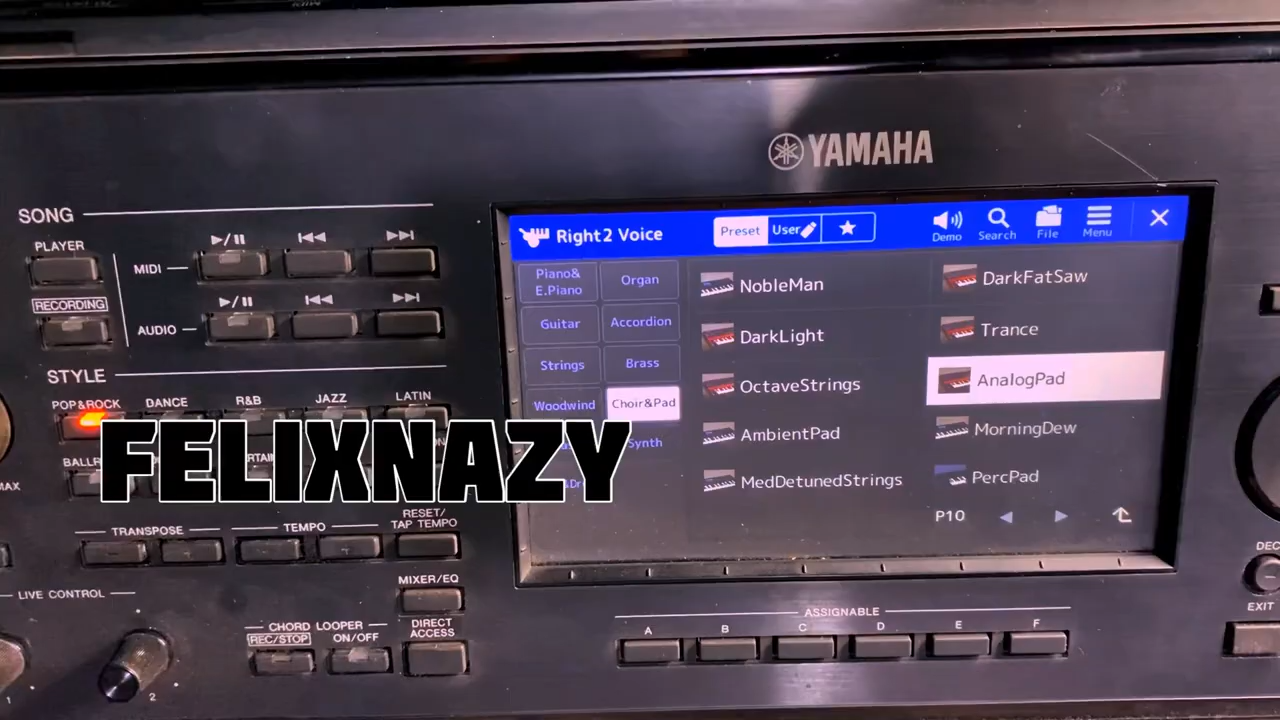 YAMAHA
SONG
PLAYER
RECORDING
MIDI
AUDIO
STYLE
POP&ROCK
DANCE
R&B
JAZZ
LATIN
FELIXNAZY
TRANSPOSE
TEMPO
RESET/
TAP TEMPO
LIVE CONTROL
MIXER/EQ
CHORD LOOPER
REC/STOP
ON/OFF
DIRECT
ACCESS
1
2
Right2 Voice
Preset
User
Demo
Search
File
Menu
Piano&
E.Piano
Organ
Guitar
Accordion
Strings
Brass
Woodwind
Choir&Pad
Synth
NobleMan
DarkFatSaw
DarkLight
Trance
OctaveStrings
AnalogPad
AmbientPad
MorningDew
MedDetunedStrings
PercPad
P10
ASSIGNABLE
A
B
C
D
E
F
EXIT